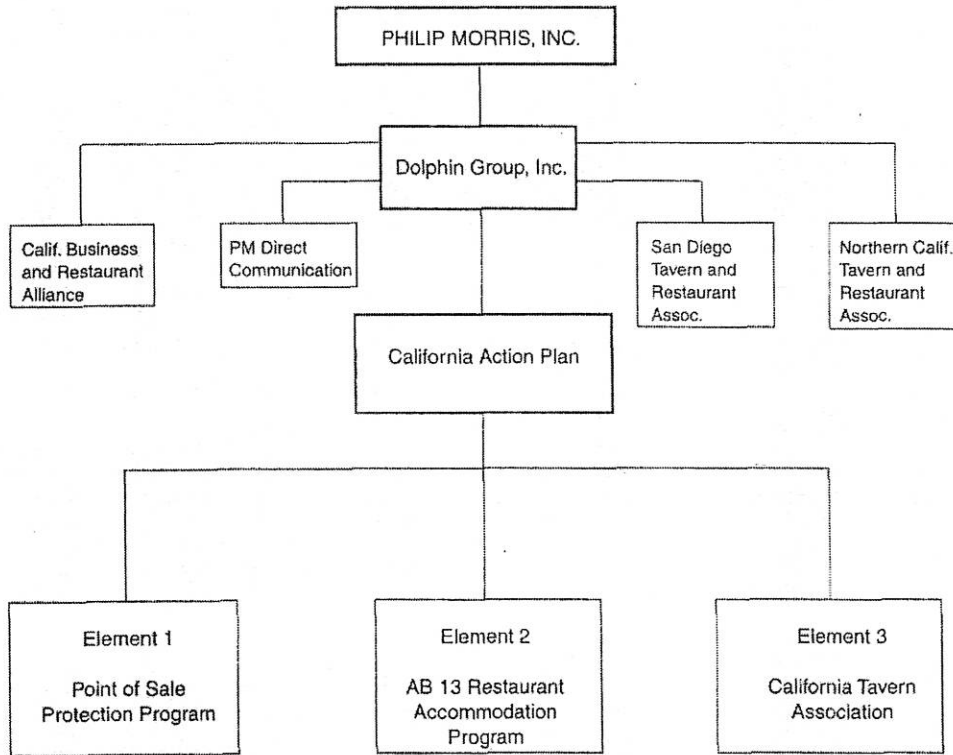 PHILIP MORRIS, INC.
Dolphin Group, Inc.
Calif. Business
and Restaurant
Alliance
PM Direct
Communication
San Diego
Tavern and
Restaurant
Assoc.
Northern Calif.
Tavern and
Restaurant
Assoc.
California Action Plan
Element 1
Point of Sale
Protection Program
Element 2
AB 13 Restaurant
Accommodation
Program
Element 3
California Tavern
Association